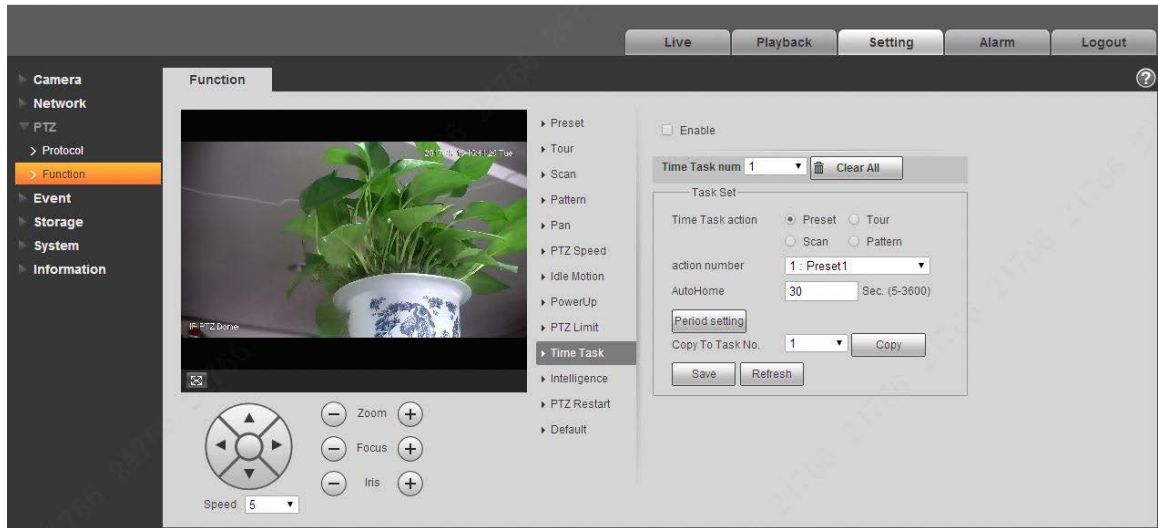 Live Playback Setting Alarm Logout
Camera
Network
PTZ
Protocol
Function
Event
Storage
System
Information
Function
?
IR PTZ Dome
Zoom
Focus
Iris
Speed 5
Preset
Tour
Scan
Pattern
Pan
PTZ Speed
Idle Motion
PowerUp
PTZ Limit
Time Task
Intelligence
PTZ Restart
Default
Enable
Time Task num 1 Clear All
Task Set
Time Task action Preset Tour
Scan Pattern
action number 1 : Preset1
AutoHome 30 Sec. (5-3600)
Period setting
Copy To Task No. 1 Copy
Save Refresh